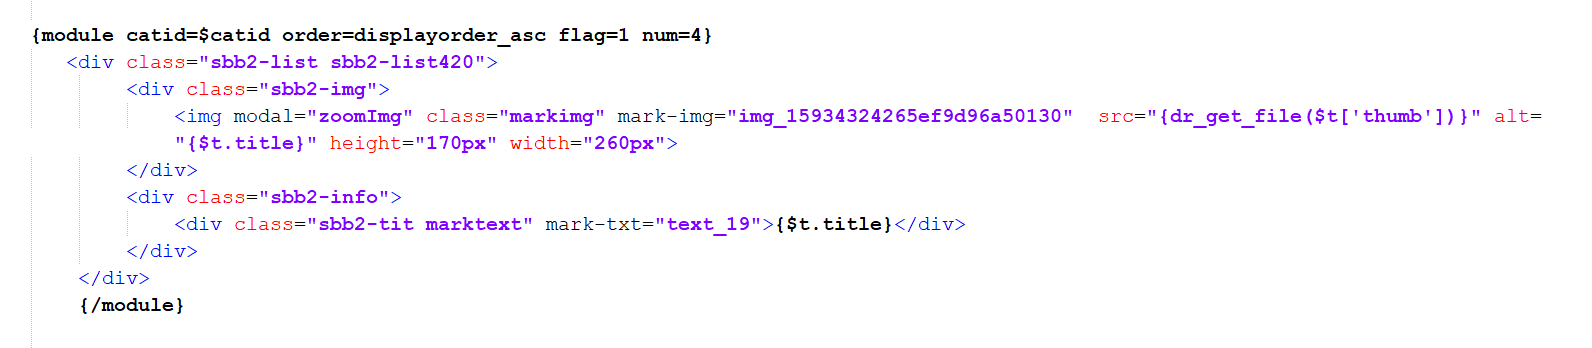 {module catid=$catid order=displayorder_asc flag=1 num=4}
<div class="sbb2-list sbb2-list420">
<div class="sbb2-img">
<img modal="zoomImg" class="markimg" mark-img="img_15934324265ef9d96a50130"  src="{dr_get_file($t['thumb'])}" alt=
"{$t.title}" height="170px" width="260px">
</div>
<div class="sbb2-info">
<div class="sbb2-tit marktext" mark-txt="text_19">{$t.title}</div>
</div>
</div>
{/module}